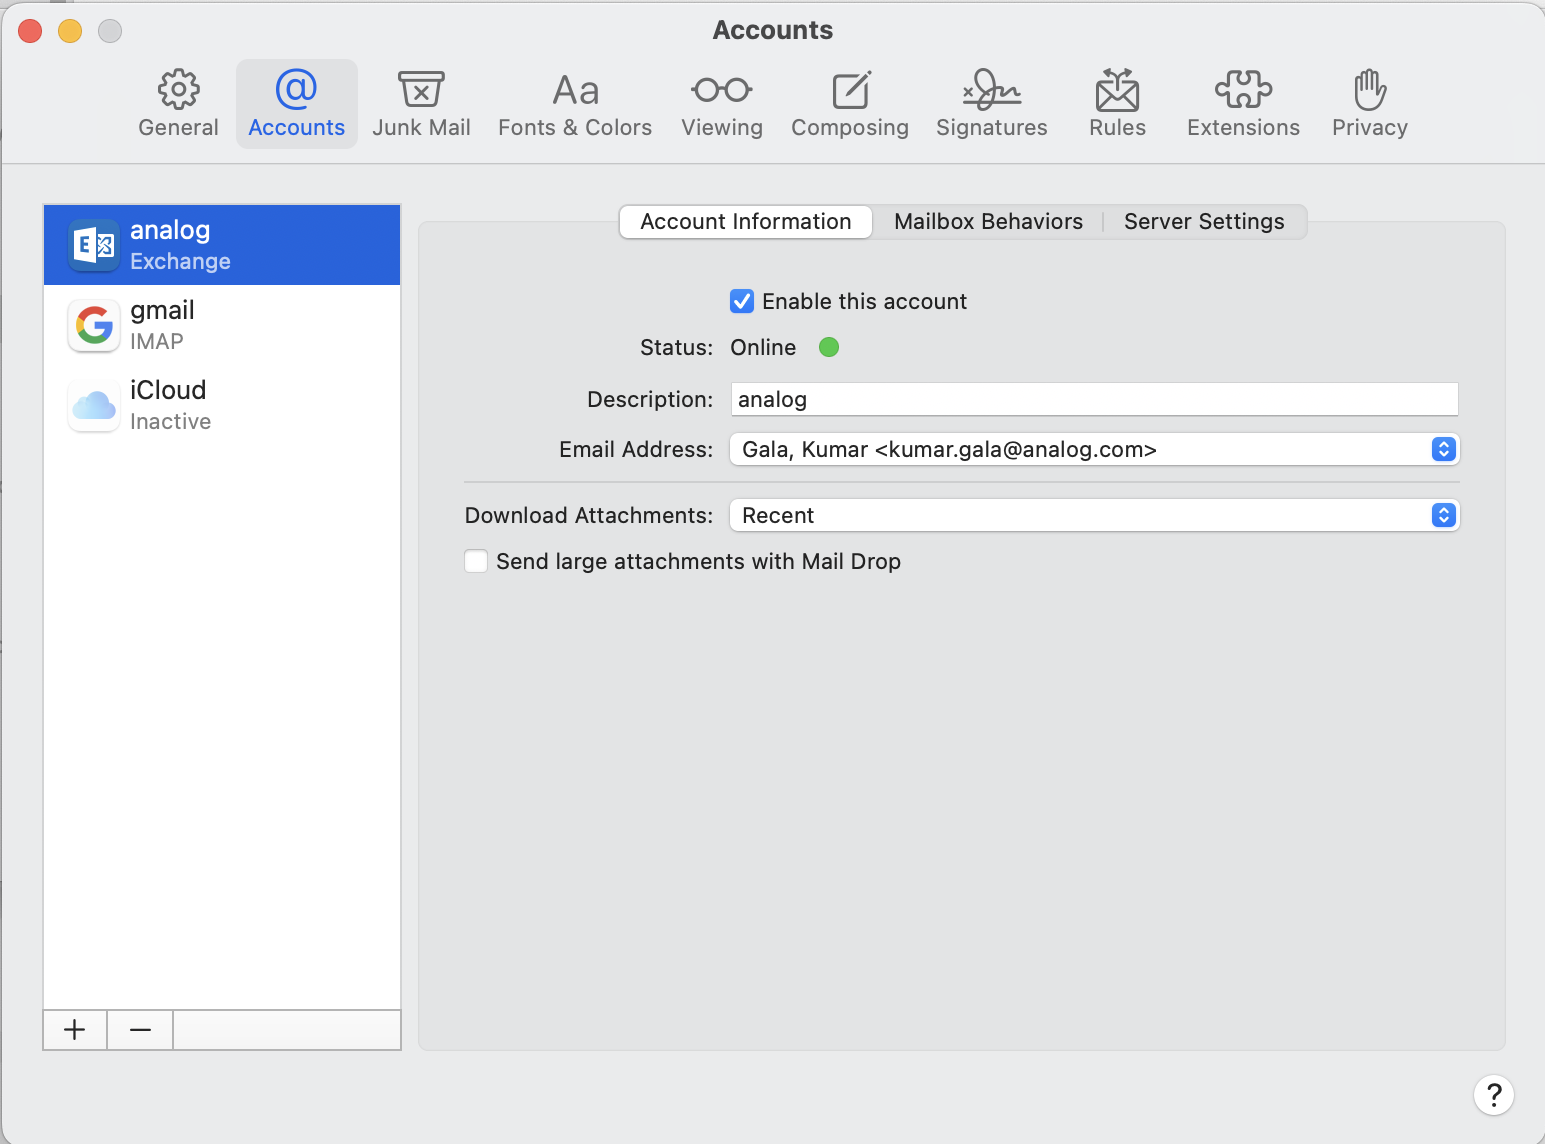 Accounts
General
Accounts
Junk Mail
Fonts & Colors
Viewing
Composing
Signatures
Rules
Extensions
Privacy
analog
Exchange
gmail
IMAP
iCloud
Inactive
Account Information
Mailbox Behaviors
Server Settings
Enable this account
Status: Online
Description: analog
Email Address: Gala, Kumar <kumar.gala@analog.com>
Download Attachments: Recent
Send large attachments with Mail Drop
?